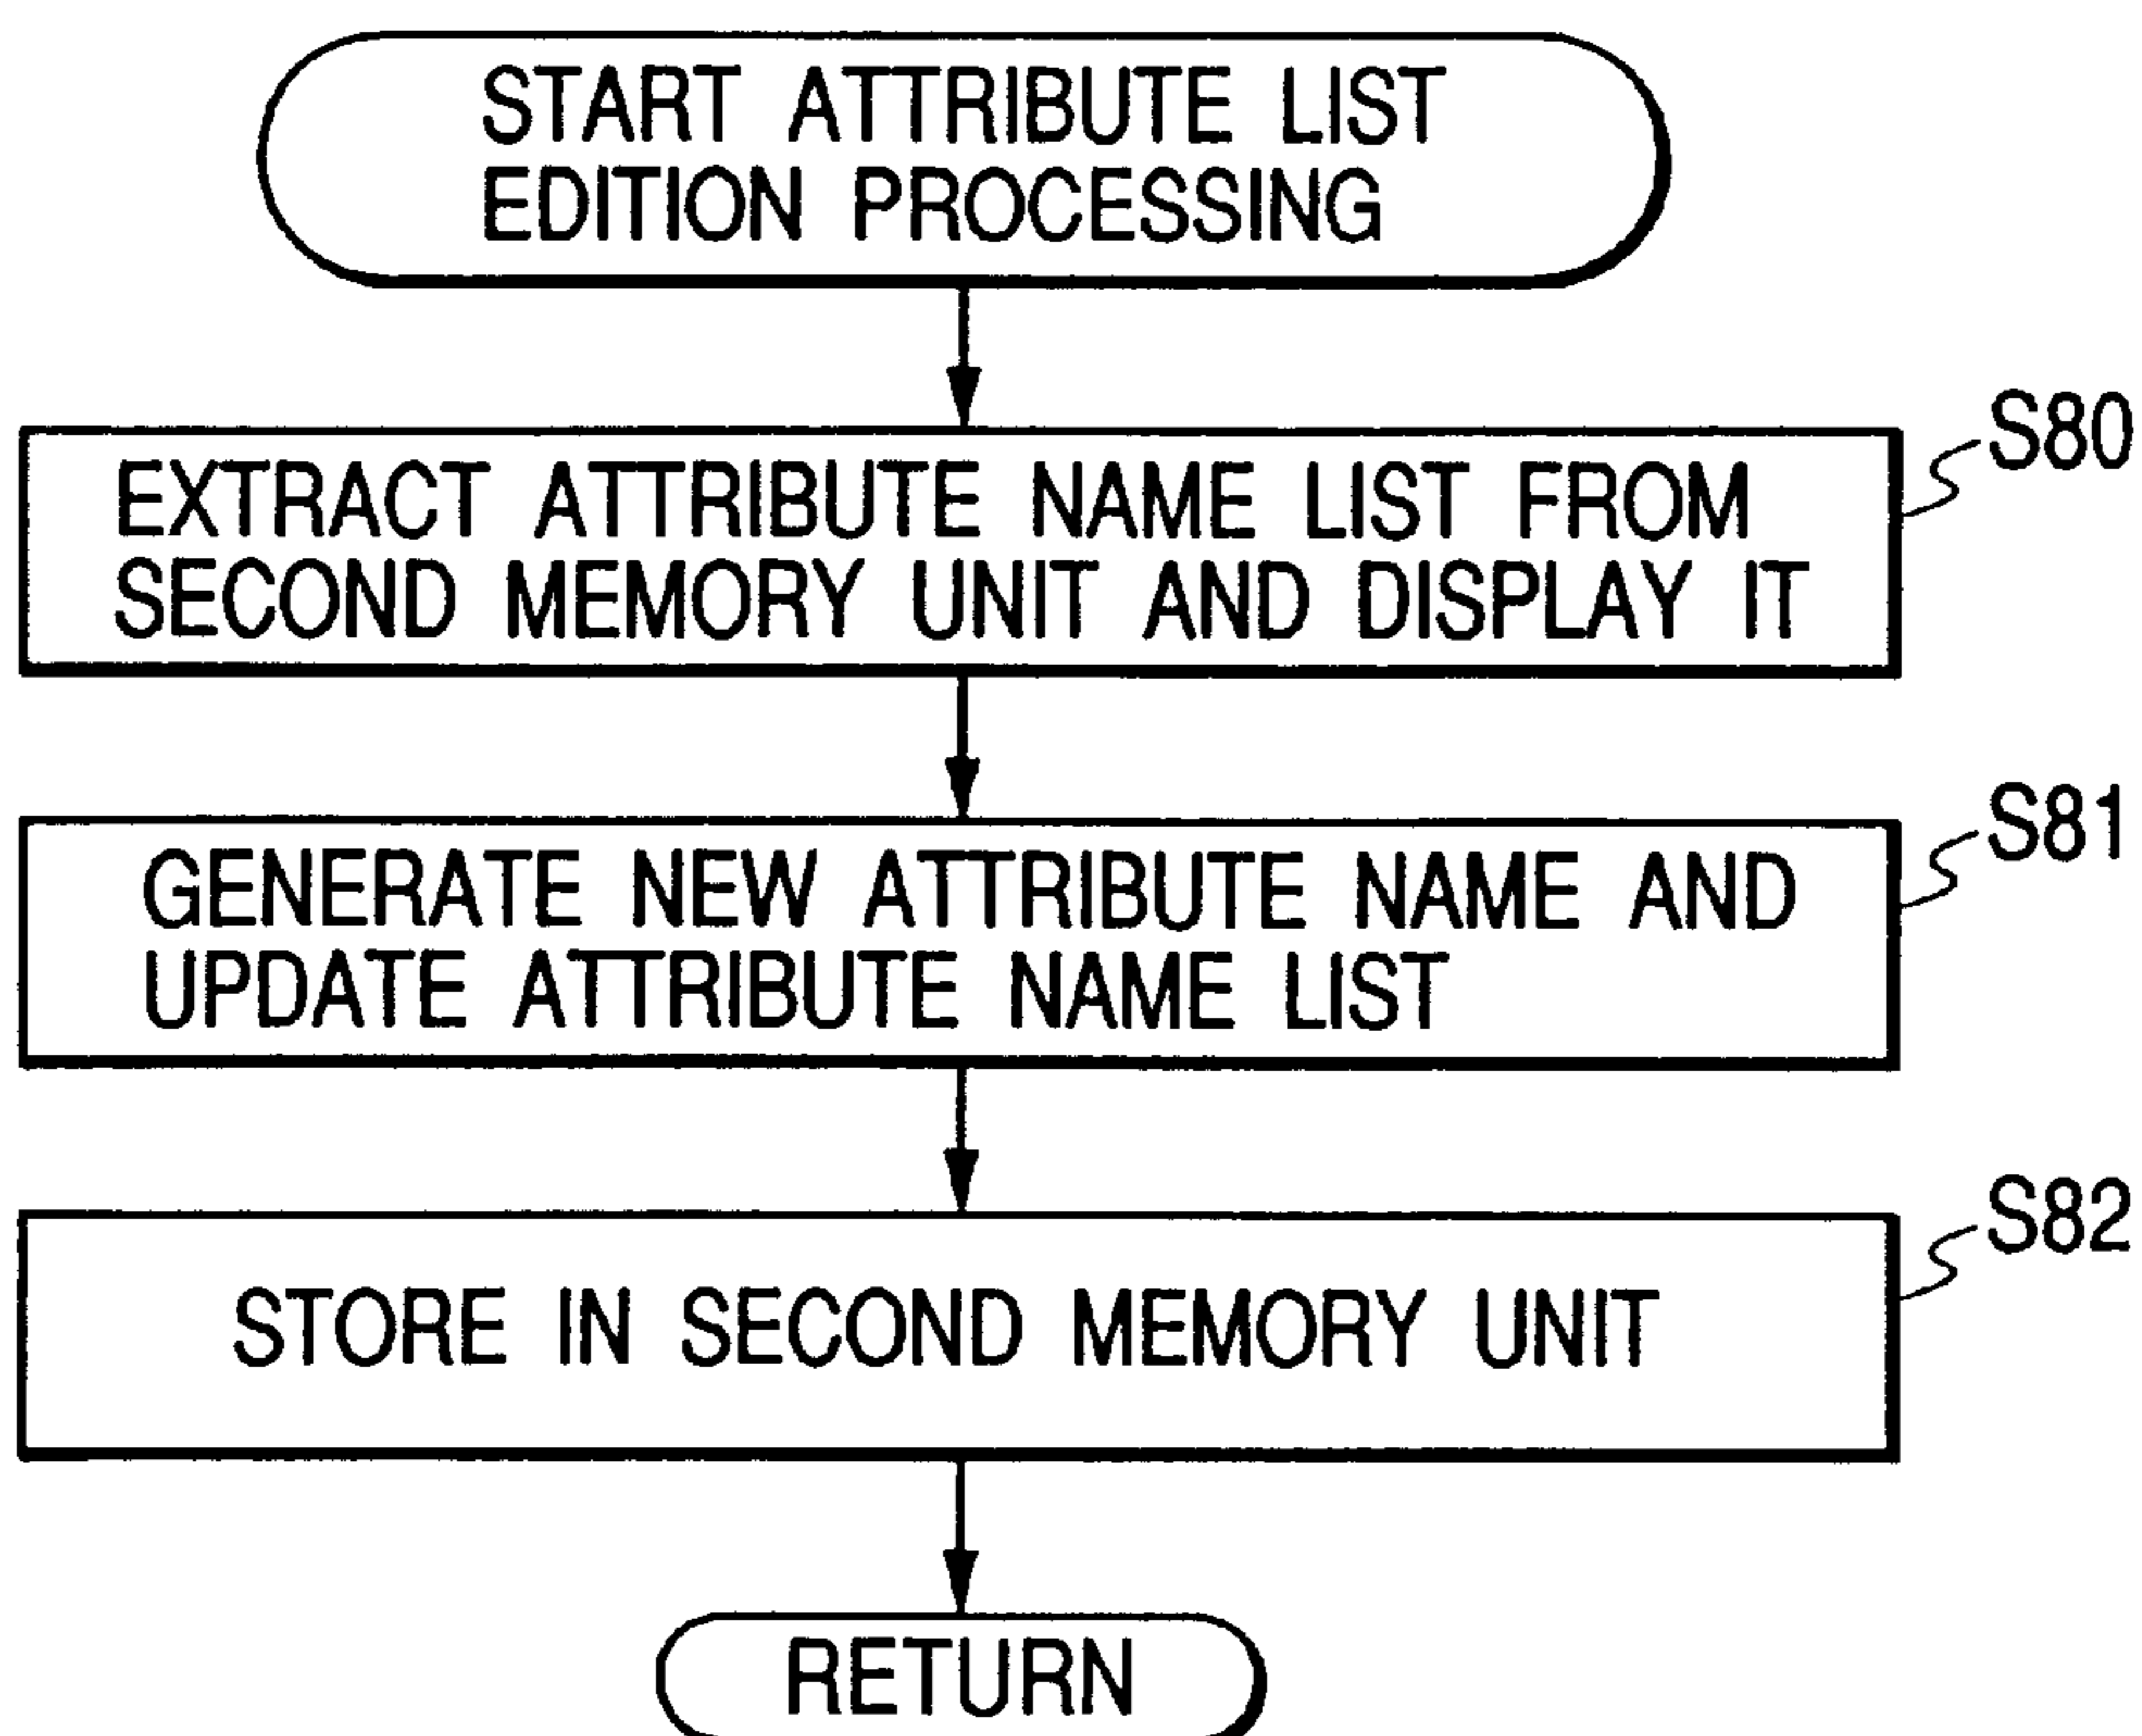 START ATTRIBUTE LIST
EDITION PROCESSING
S80
EXTRACT ATTRIBUTE NAME LIST FROM
SECOND MEMORY UNIT AND DISPLAY IT
S81
GENERATE NEW ATTRIBUTE NAME AND
UPDATE ATTRIBUTE NAME LIST
S82
STORE IN SECOND MEMORY UNIT
RETURN